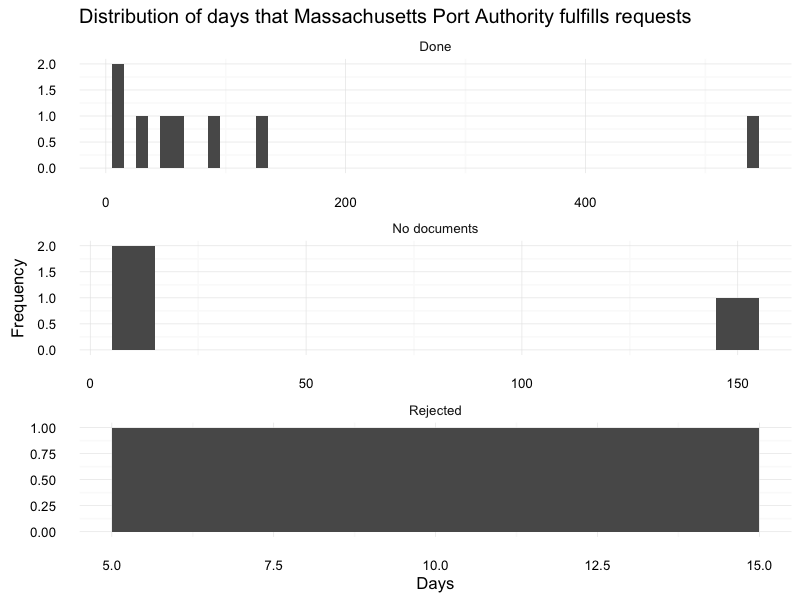 Distribution of days that Massachusetts Port Authority fulfills requests
Done
2.0
1.5
1.0
0.5
0.0
0 200 400
No documents
2.0
1.5
1.0
0.5
0.0
0 50 100 150
Frequency
Rejected
1.00
0.75
0.50
0.25
0.00
5.0 7.5 10.0 12.5 15.0
Days